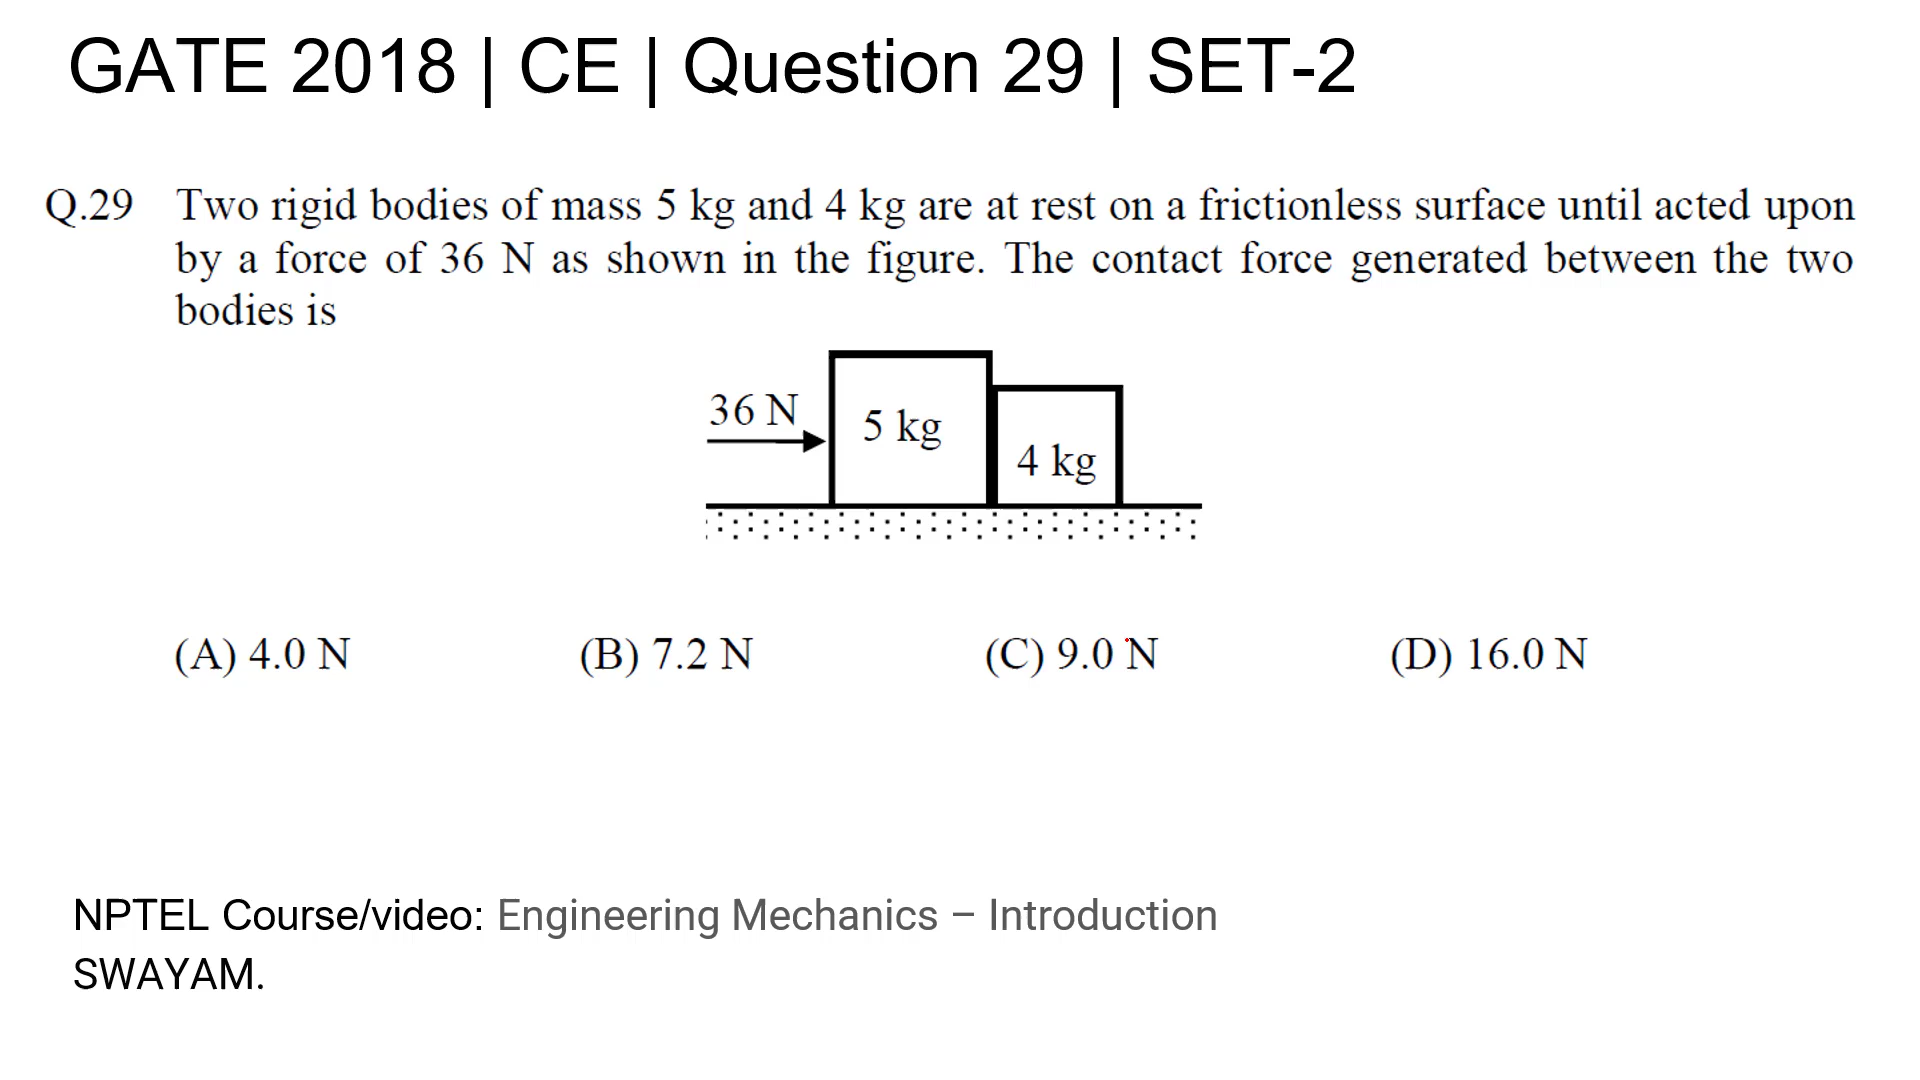 GATE 2018 | CE | Question 29 | SET-2
Q.29 Two rigid bodies of mass 5 kg and 4 kg are at rest on a frictionless surface until acted upon
by a force of 36 N as shown in the figure. The contact force generated between the two
bodies is
36 N
5 kg
4 kg
(A) 4.0 N (B) 7.2 N (C) 9.0 N (D) 16.0 N
NPTEL Course/video: Engineering Mechanics – Introduction
SWAYAM.